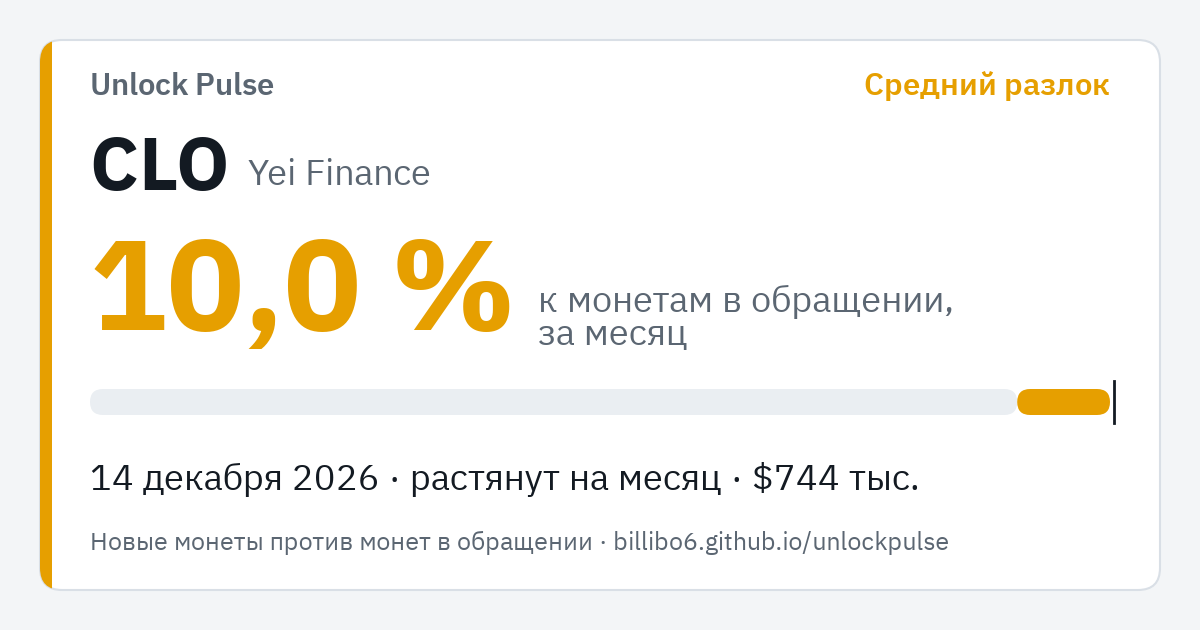 Unlock Pulse
Средний разлок
CLO Yei Finance
10,0 % к монетам в обращении,
за месяц
14 декабря 2026 · растянут на месяц · $744 тыс.
Новые монеты против монет в обращении · billibo6.github.io/unlockpulse